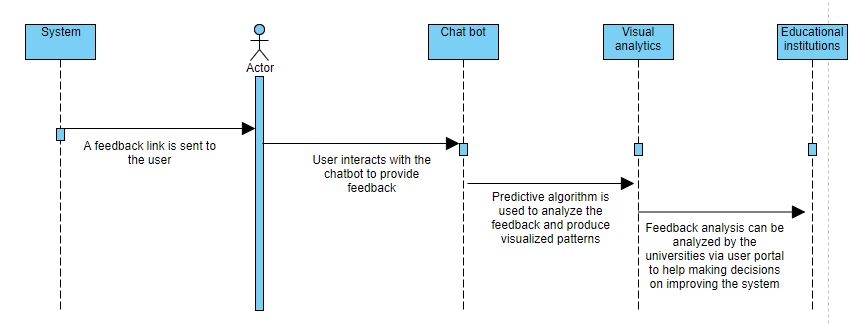 System
Actor
Chat bot
Visual
analytics
Educational
institutions
A feedback link is sent to
the user
User interacts with the
chatbot to provide
feedback
Predictive algorithm is
used to analyze the
feedback and produce
visualized patterns
Feedback analysis can be
analyzed by the
universities via user portal
to help making decisions
on improving the system